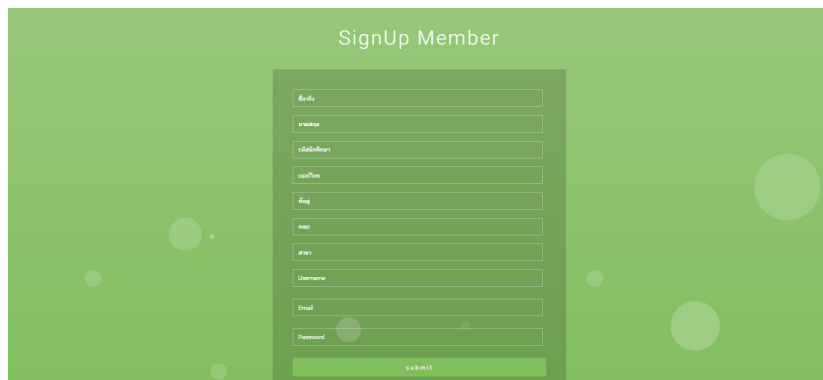 SignUp Member
ชื่อจริง
นามสกุล
รหัสนักศึกษา
เบอร์โทร
ที่อยู่
คณะ
สาขา
Username
Email
Password
submit